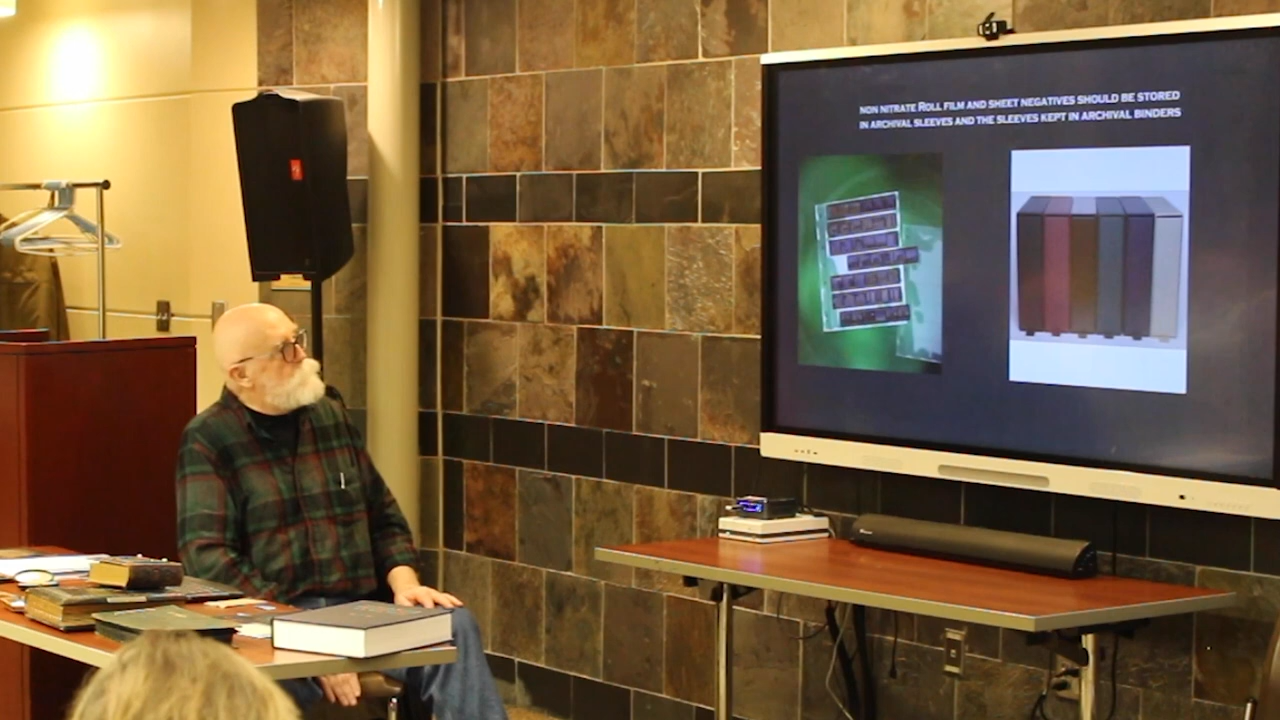 NON NITRATE ROLL FILM AND SHEET NEGATIVES SHOULD BE STORED
IN ARCHIVAL SLEEVES AND THE SLEEVES KEPT IN ARCHIVAL BINDERS